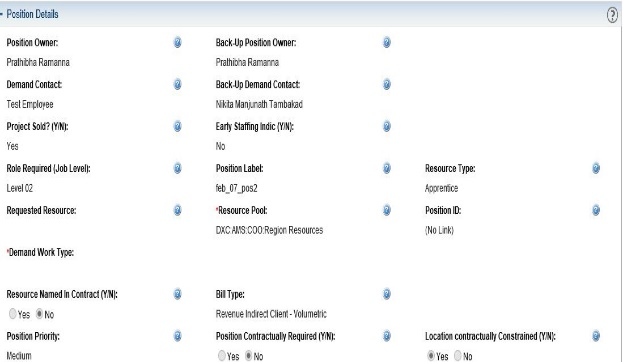 Position Details
Position Owner: Back-Up Position Owner:
Prathibha Ramanna Prathibha Ramanna
Demand Contact: Back-Up Demand Contact:
Test Employee Nikita Manjunath Tambakad
Project Sold? (Y/N): Early Staffing Indic (Y/N):
Yes No
Role Required (Job Level): Position Label: Resource Type:
Level 02 feb_07_pos2 Apprentice
Requested Resource: *Resource Pool: Position ID:
DXC AMS:COO:Region Resources (No Link)
*Demand Work Type:
Resource Named In Contract (Y/N): Bill Type:
Yes No Revenue Indirect Client - Volumetric
Position Priority: Position Contractually Required (Y/N): Location contractually Constrained (Y/N):
Medium Yes No Yes No